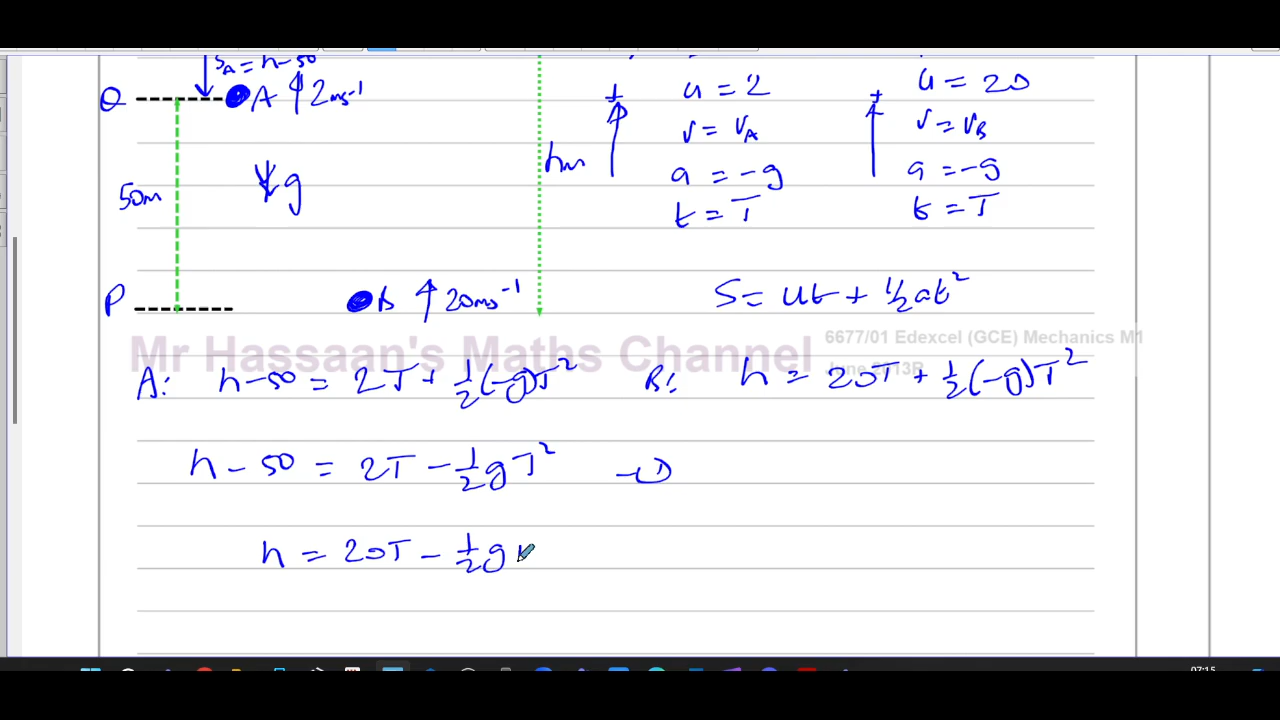 S_A = h-50
Q A 2ms⁻¹
+ u = 2
+ u = 20
v = v_A
v = v_B
50m g hm
a = -g
a = -g
t = T
t = T
P B 20ms⁻¹
S = ut + ½at²
Mr Hassaan's Maths Channel
6677/01 Edexcel (GCE) Mechanics M1
A: h-50 = 2T + ½(-g)T²
B: h = 20T + ½(-g)T²
h - 50 = 2T - ½gT² -①
h = 20T - ½g
07:15